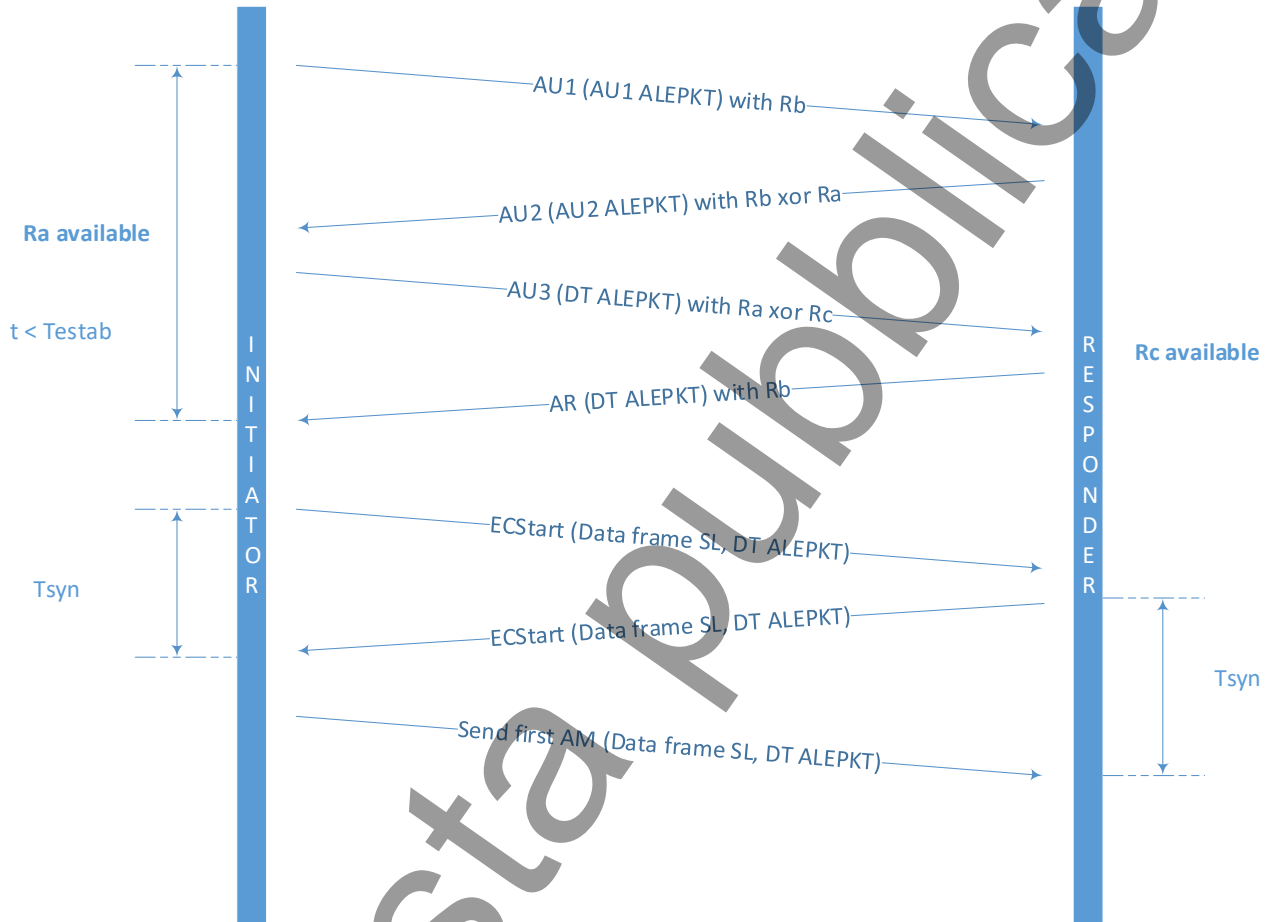 AU1 (AU1 ALEPKT) with Rb
AU2 (AU2 ALEPKT) with Rb xor Ra
Ra available
AU3 (DT ALEPKT) with Ra xor Rc
t < Testab
INITIATOR
RESPONDER
Rc available
AR (DT ALEPKT) with Rb
ECStart (Data frame SL, DT ALEPKT)
Tsyn
ECStart (Data frame SL, DT ALEPKT)
Tsyn
Send first AM (Data frame SL, DT ALEPKT)
sta pubblica